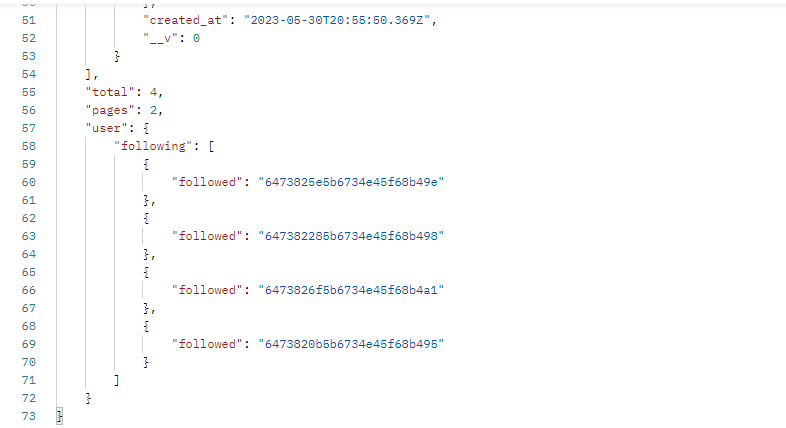 51 "created_at": "2023-05-30T20:55:50.369Z",
52 "__v": 0
53 }
54 ],
55 "total": 4,
56 "pages": 2,
57 "user": {
58 "following": [
59 {
60 "followed": "6473825e5b6734e45f68b49e"
61 },
62 {
63 "followed": "647382285b6734e45f68b498"
64 },
65 {
66 "followed": "6473826f5b6734e45f68b4a1"
67 },
68 {
69 "followed": "6473820b5b6734e45f68b495"
70 }
71 ]
72 }
73 }